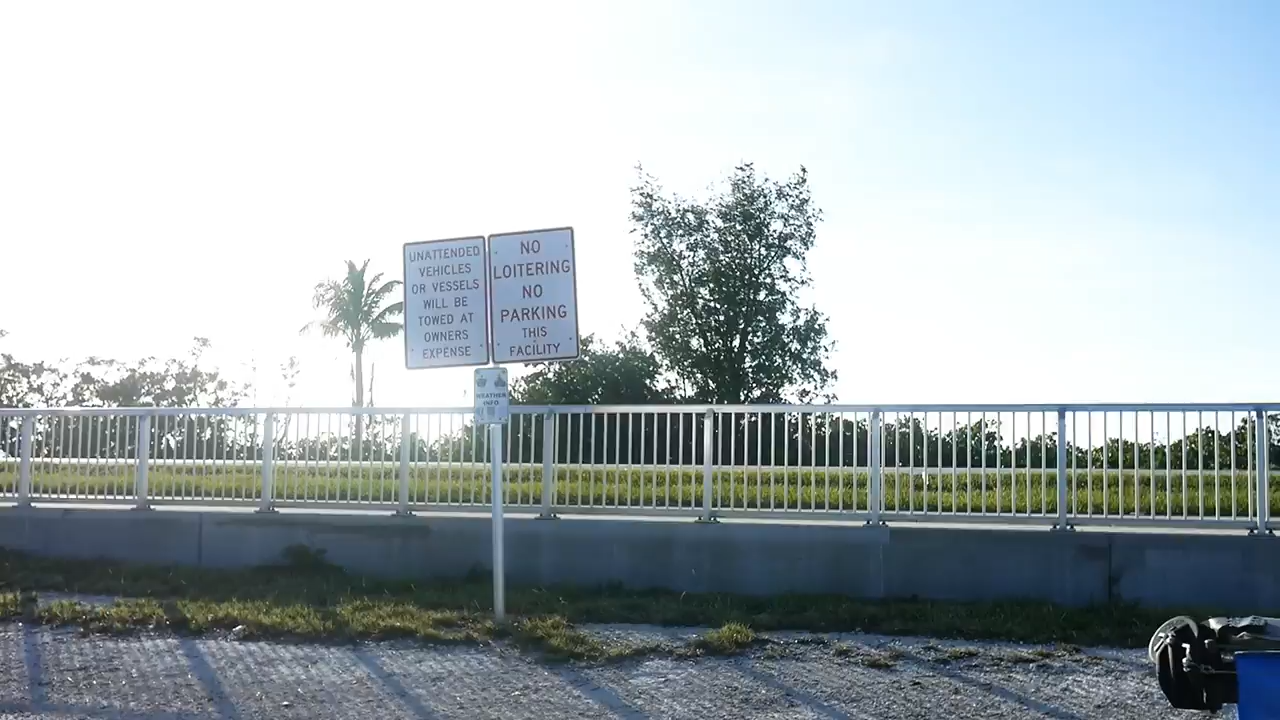 UNATTENDED
VEHICLES
OR VESSELS
WILL BE
TOWED AT
OWNERS
EXPENSE
NO
LOITERING
NO
PARKING
THIS
FACILITY
WEATHER
INFO